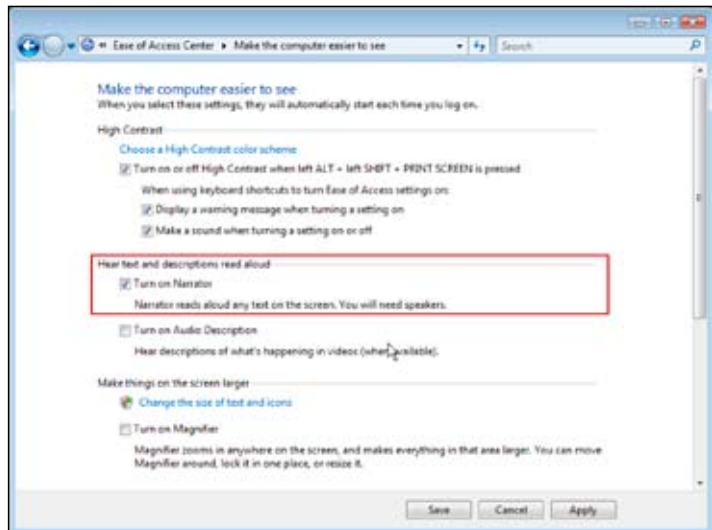 Ease of Access Center ▸ Make the computer easier to see
Search
Make the computer easier to see
When you select these settings, they will automatically start each time you log on.
High Contrast
Choose a High Contrast color scheme
Turn on or off High Contrast when left ALT + left SHIFT + PRINT SCREEN is pressed
When using keyboard shortcuts to turn Ease of Access settings on:
Display a warning message when turning a setting on
Make a sound when turning a setting on or off
Hear text and descriptions read aloud
Turn on Narrator
Narrator reads aloud any text on the screen. You will need speakers.
Turn on Audio Description
Hear descriptions of what's happening in videos (when available).
Make things on the screen larger
Change the size of text and icons
Turn on Magnifier
Magnifier zooms in anywhere on the screen, and makes everything in that area larger. You can move
Magnifier around, lock it in one place, or resize it.
Save Cancel Apply